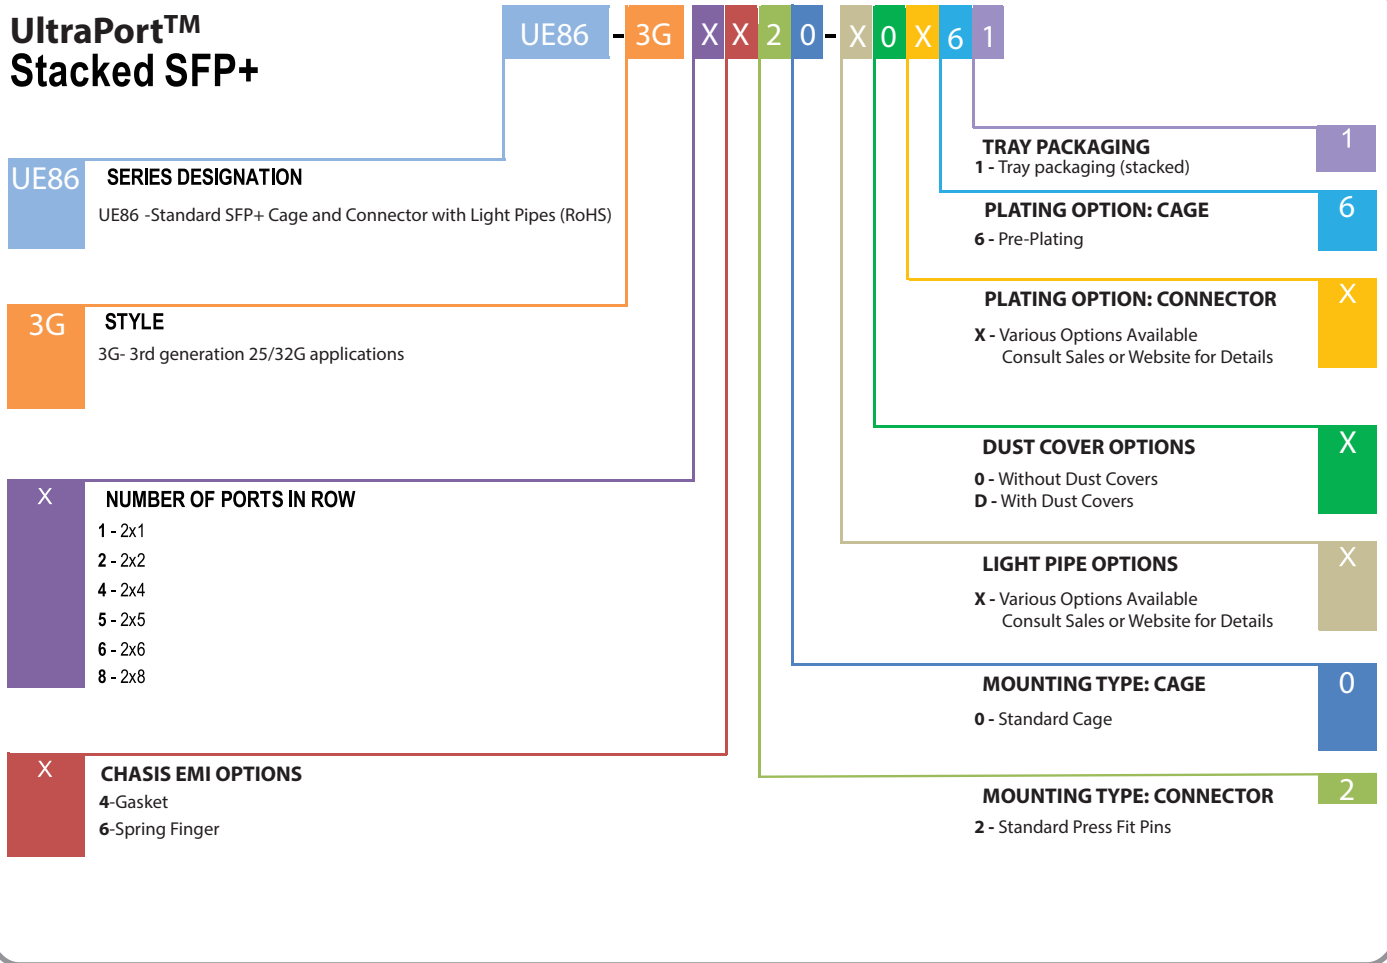 UltraPort™
Stacked SFP+
UE86 - 3G X X 2 0 - X 0 X 6 1
UE86
SERIES DESIGNATION
UE86 -Standard SFP+ Cage and Connector with Light Pipes (RoHS)
3G
STYLE
3G- 3rd generation 25/32G applications
X
NUMBER OF PORTS IN ROW
1 - 2x1
2 - 2x2
4 - 2x4
5 - 2x5
6 - 2x6
8 - 2x8
X
CHASIS EMI OPTIONS
4-Gasket
6-Spring Finger
TRAY PACKAGING
1 - Tray packaging (stacked)
1
PLATING OPTION: CAGE
6 - Pre-Plating
6
PLATING OPTION: CONNECTOR
X - Various Options Available
Consult Sales or Website for Details
X
DUST COVER OPTIONS
0 - Without Dust Covers
D - With Dust Covers
X
LIGHT PIPE OPTIONS
X - Various Options Available
Consult Sales or Website for Details
X
MOUNTING TYPE: CAGE
0 - Standard Cage
0
MOUNTING TYPE: CONNECTOR
2 - Standard Press Fit Pins
2